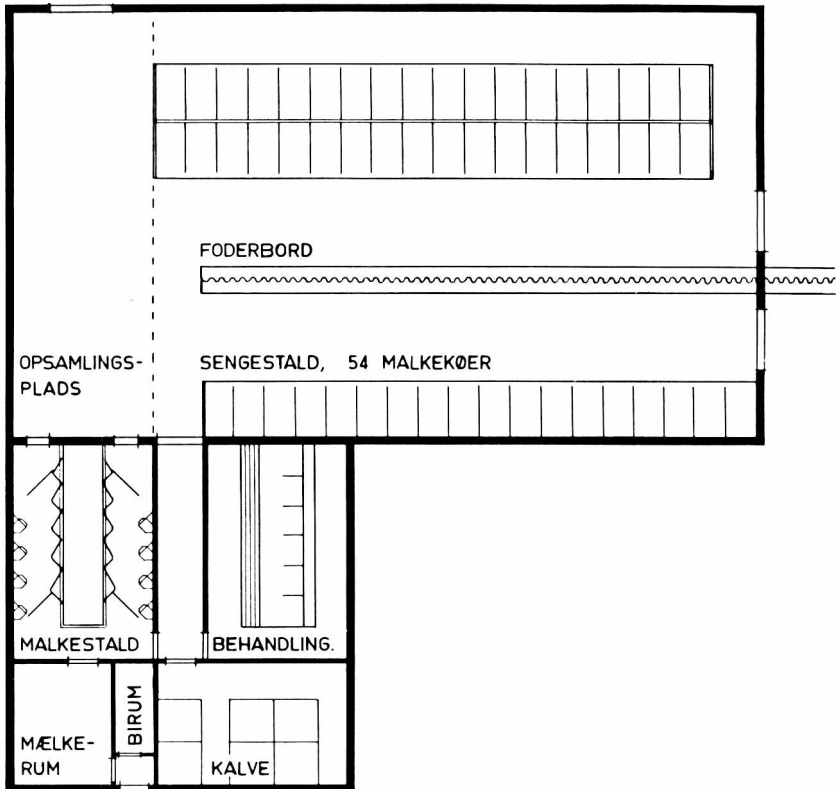 FODERBORD
OPSAMLINGS-
PLADS
SENGESTALD, 54 MALKEKØER
MALKESTALD
BEHANDLING.
MÆLKE-
RUM
BIRUM
KALVE